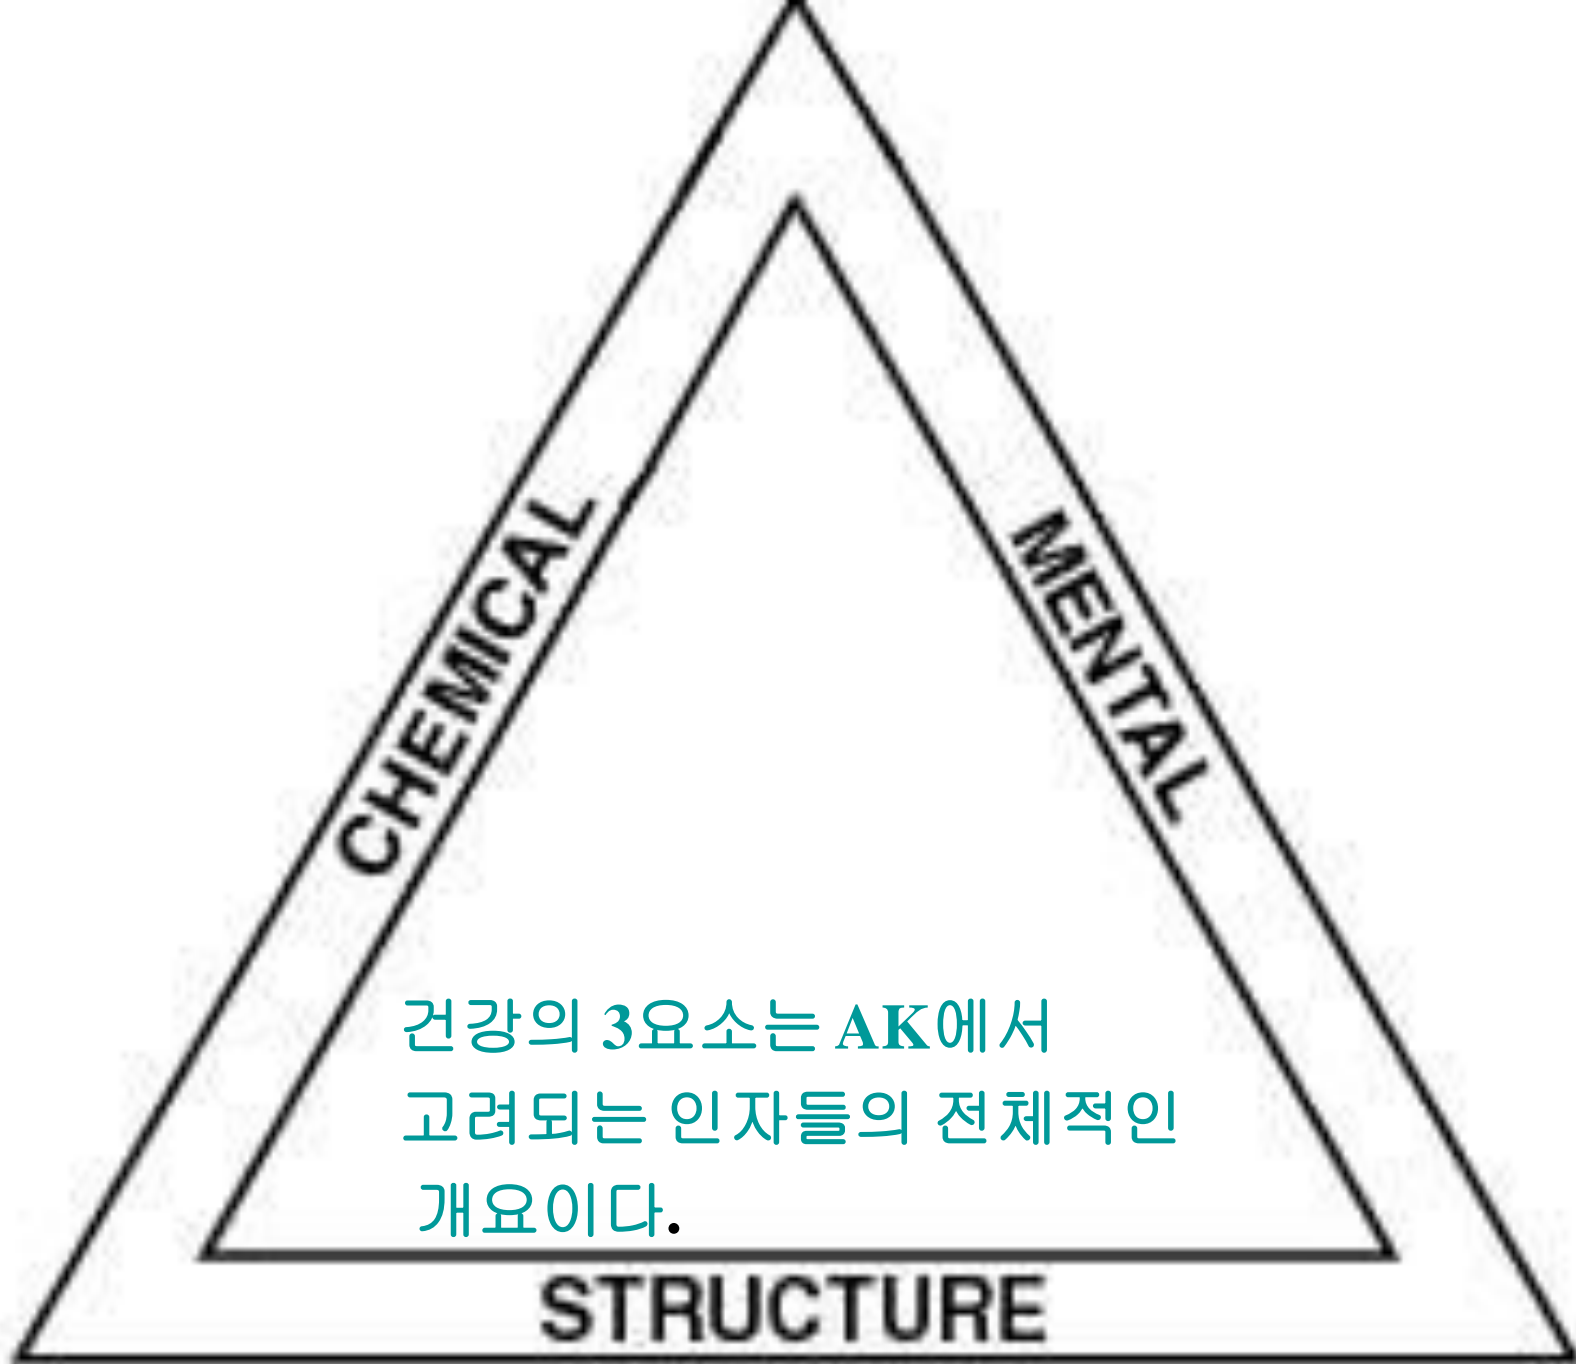 CHEMICAL
MENTAL
건강의 3요소는 AK에서
고려되는 인자들의 전체적인
개요이다.
STRUCTURE